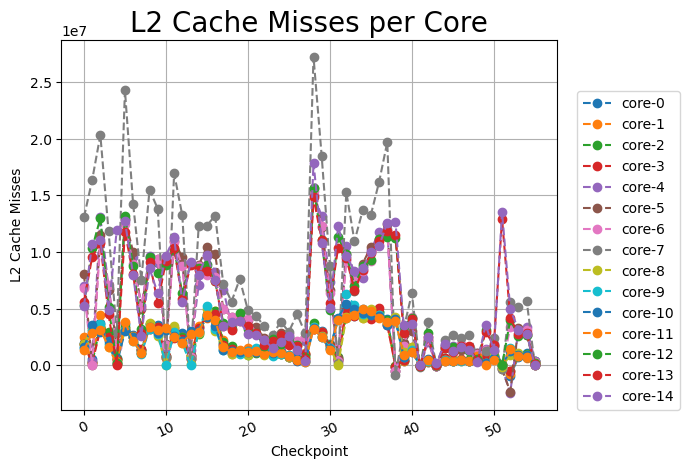 L2 Cache Misses per Core
1e7
2.5
2.0
1.5
1.0
0.5
0.0
L2 Cache Misses
0
10
20
30
40
50
Checkpoint
core-0
core-1
core-2
core-3
core-4
core-5
core-6
core-7
core-8
core-9
core-10
core-11
core-12
core-13
core-14